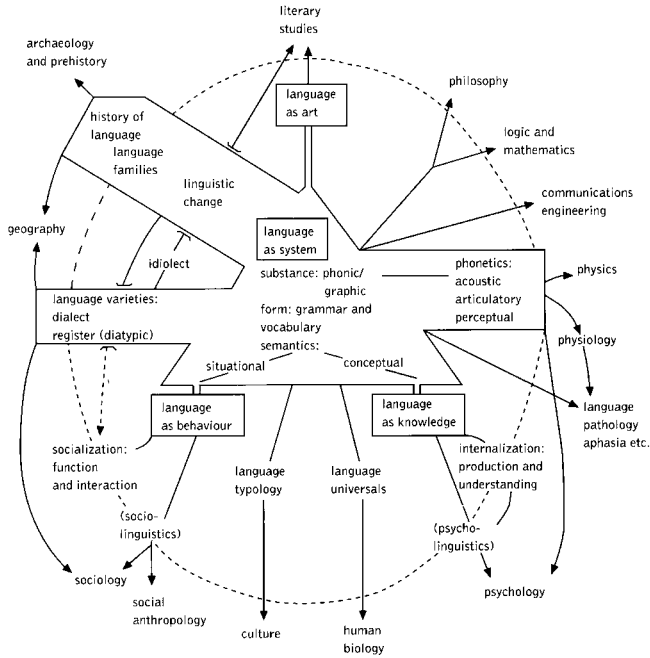 literary
studies
archaeology
and prehistory
language
as art
philosophy
history of
language
language
families
logic and
mathematics
linguistic
change
communications
engineering
geography
language
as system
idiolect
substance: phonic/
graphic
phonetics:
acoustic
articulatory
perceptual
physics
language varieties:
dialect
register (diatypic)
form: grammar and
vocabulary
semantics:
physiology
situational
conceptual
language
as behaviour
language
as knowledge
language
pathology
aphasia etc.
socialization:
function
and interaction
language
typology
language
universals
internalization:
production and
understanding
(socio-
linguistics)
(psycho-
linguistics)
sociology
social
anthropology
culture
human
biology
psychology